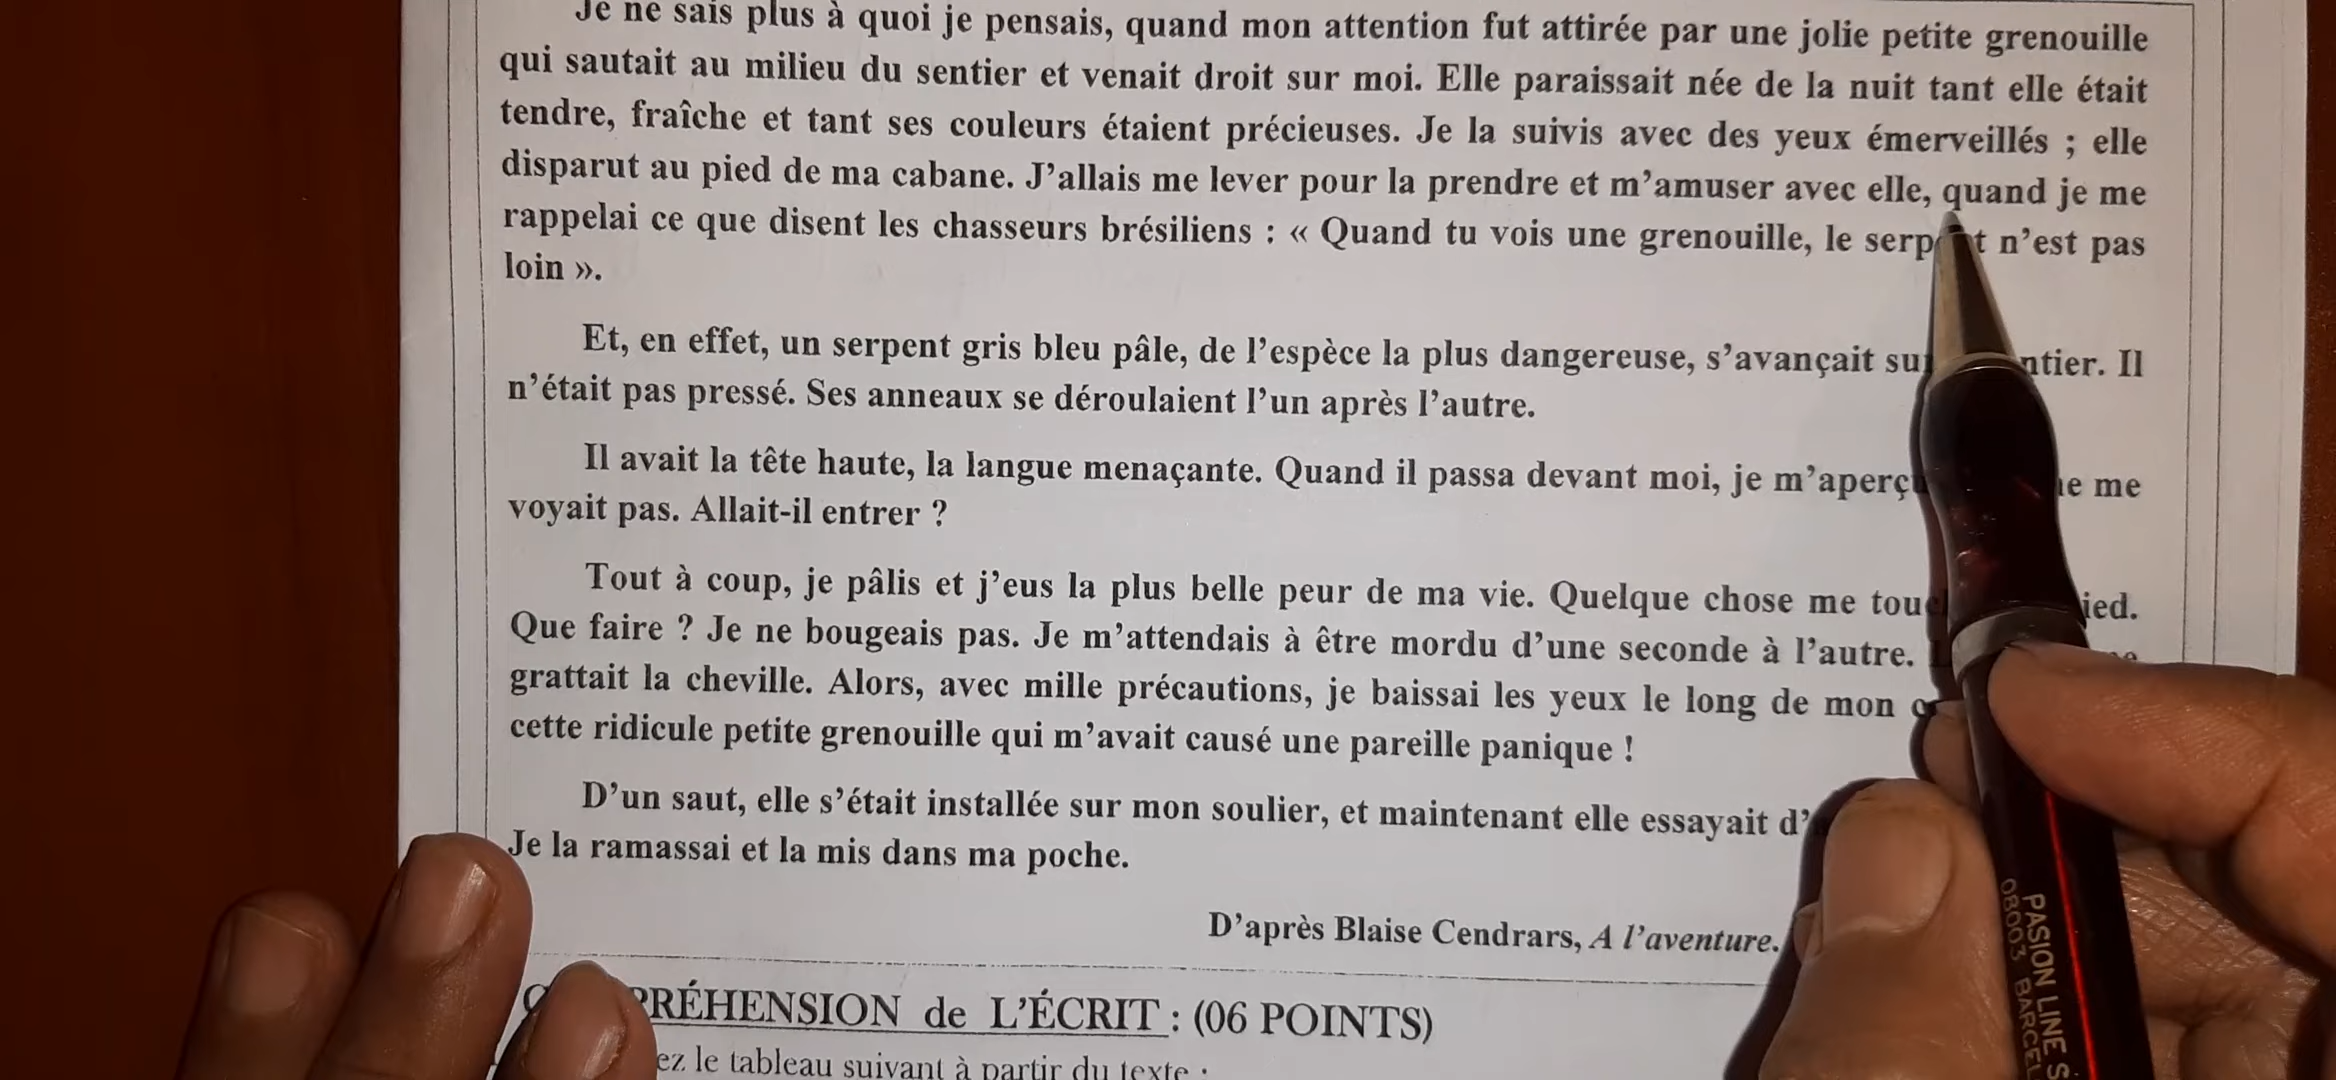 Je ne sais plus à quoi je pensais, quand mon attention fut attirée par une jolie petite grenouille
qui sautait au milieu du sentier et venait droit sur moi. Elle paraissait née de la nuit tant elle était
tendre, fraîche et tant ses couleurs étaient précieuses. Je la suivis avec des yeux émerveillés ; elle
disparut au pied de ma cabane. J'allais me lever pour la prendre et m'amuser avec elle, quand je me
rappelai ce que disent les chasseurs brésiliens : « Quand tu vois une grenouille, le serpent n'est pas
loin ».
Et, en effet, un serpent gris bleu pâle, de l'espèce la plus dangereuse, s'avançait Il
n'était pas pressé. Ses anneaux se déroulaient l'un après l'autre.
Il avait la tête haute, la langue menaçante. Quand il passa devant moi, je me
voyait pas. Allait-il entrer ?
Tout à coup, je pâlis et j'eus la plus belle peur de ma vie. Quelque chose me
Que faire ? Je ne bougeais pas. Je m'attendais à être mordu d'une seconde à l'autre.
grattait la cheville. Alors, avec mille précautions, je baissai les yeux le long de mon
cette ridicule petite grenouille qui m'avait causé une pareille panique !
D'un saut, elle s'était installée sur mon soulier, et maintenant elle essayait
Je la ramassai et la mis dans ma poche.
D'après Blaise Cendrars, A l'aventure.
de L'ÉCRIT : (06 POINTS)
le tableau suivant à partir du texte :
PASION LINE
08003 BARCEL